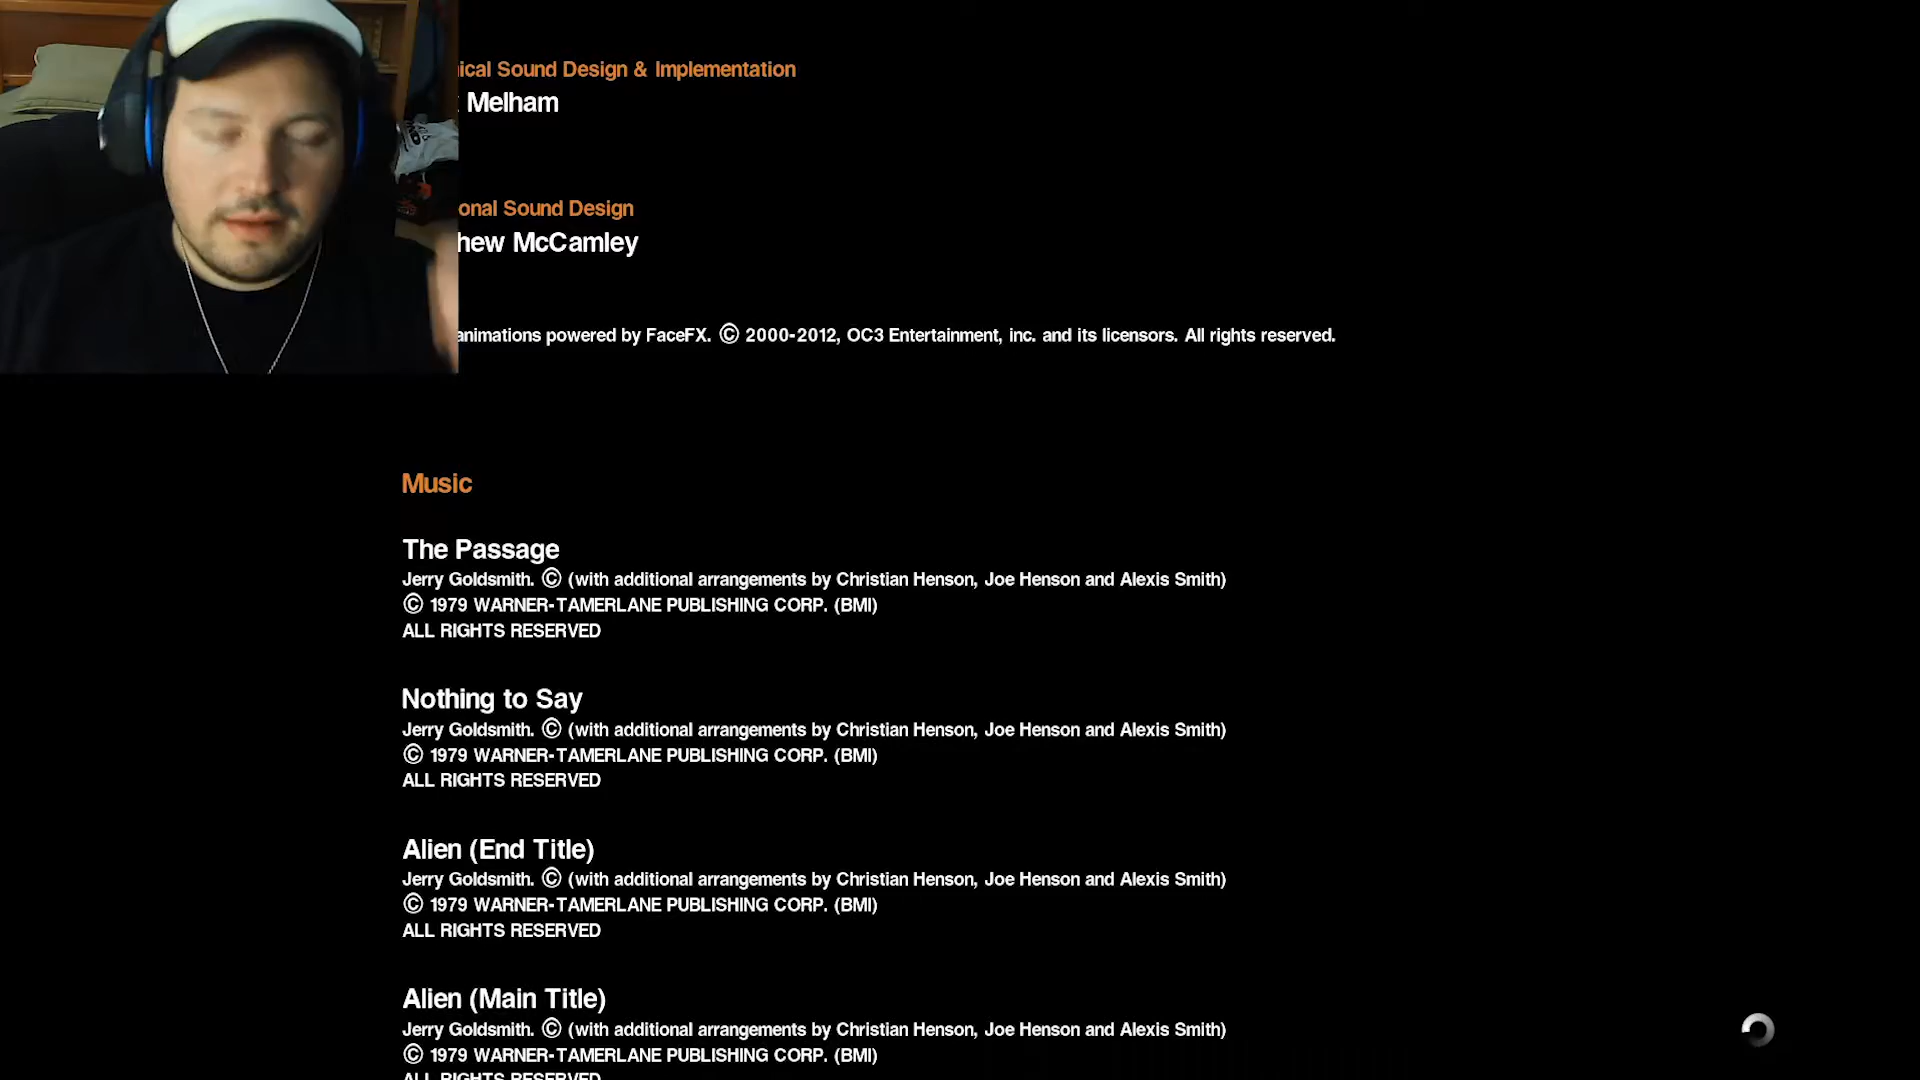 Sound Design & Implementation
Melham
Sound Design
McCamley
animations powered by FaceFX. © 2000-2012, OC3 Entertainment, inc. and its licensors. All rights reserved.
Music
The Passage
Jerry Goldsmith. © (with additional arrangements by Christian Henson, Joe Henson and Alexis Smith)
© 1979 WARNER-TAMERLANE PUBLISHING CORP. (BMI)
ALL RIGHTS RESERVED
Nothing to Say
Jerry Goldsmith. © (with additional arrangements by Christian Henson, Joe Henson and Alexis Smith)
© 1979 WARNER-TAMERLANE PUBLISHING CORP. (BMI)
ALL RIGHTS RESERVED
Alien (End Title)
Jerry Goldsmith. © (with additional arrangements by Christian Henson, Joe Henson and Alexis Smith)
© 1979 WARNER-TAMERLANE PUBLISHING CORP. (BMI)
ALL RIGHTS RESERVED
Alien (Main Title)
Jerry Goldsmith. © (with additional arrangements by Christian Henson, Joe Henson and Alexis Smith)
© 1979 WARNER-TAMERLANE PUBLISHING CORP. (BMI)
ALL RIGHTS RESERVED